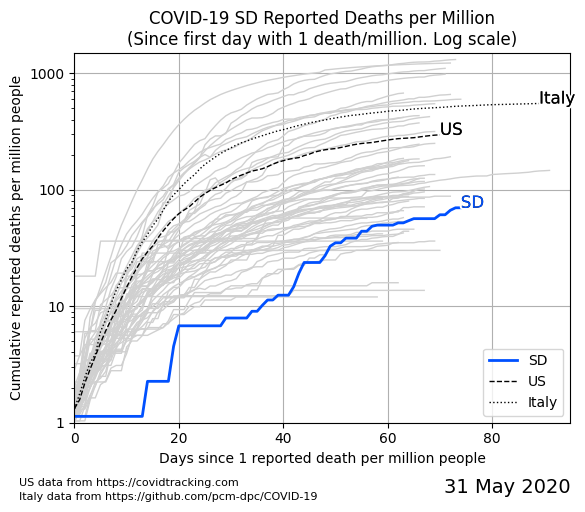 COVID-19 SD Reported Deaths per Million
(Since first day with 1 death/million. Log scale)
Cumulative reported deaths per million people
1000
100
10
1
Italy
US
SD
SD
US
Italy
0 20 40 60 80
Days since 1 reported death per million people
US data from https://covidtracking.com
Italy data from https://github.com/pcm-dpc/COVID-19
31 May 2020